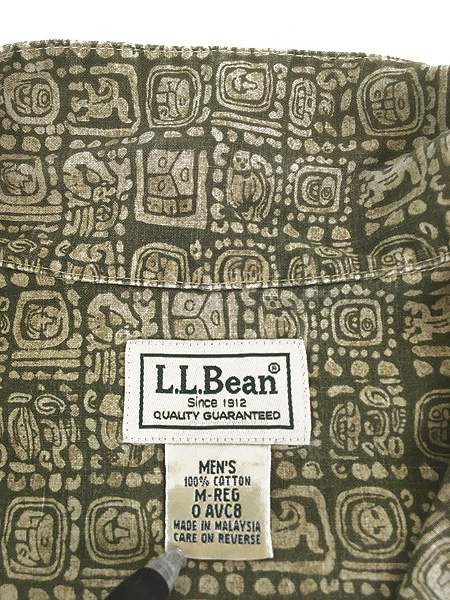 L.L.Bean®
Since 1912
QUALITY GUARANTEED
MEN'S
100% COTTON
M-REG
0 AVC8
MADE IN MALAYSIA
CARE ON REVERSE